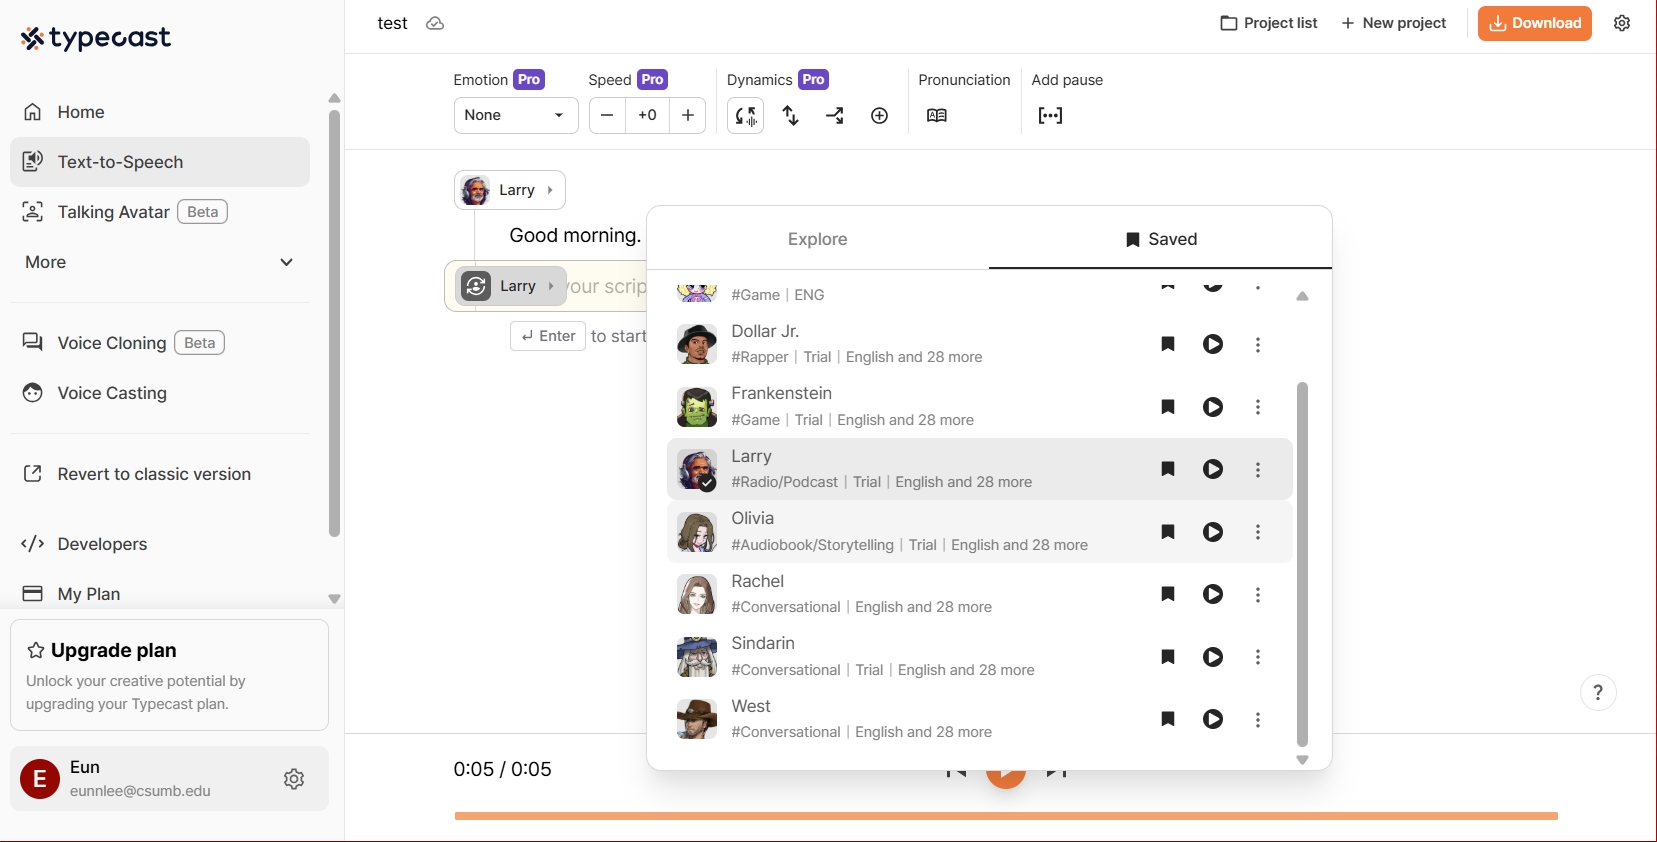 typecast
Home
Text-to-Speech
Talking Avatar Beta
More
Voice Cloning Beta
Voice Casting
Revert to classic version
Developers
My Plan
Upgrade plan
Unlock your creative potential by
upgrading your Typecast plan.
E
Eun
eunnlee@csumb.edu
test
Project list
New project
Download
Emotion Pro
Speed Pro
Dynamics Pro
Pronunciation
Add pause
None
+0
Larry
Good morning.
Larry
your scrip
Enter to start
Explore
Saved
#Game | ENG
Dollar Jr.
#Rapper | Trial | English and 28 more
Frankenstein
#Game | Trial | English and 28 more
Larry
#Radio/Podcast | Trial | English and 28 more
Olivia
#Audiobook/Storytelling | Trial | English and 28 more
Rachel
#Conversational | English and 28 more
Sindarin
#Conversational | Trial | English and 28 more
West
#Conversational | English and 28 more
?
0:05 / 0:05